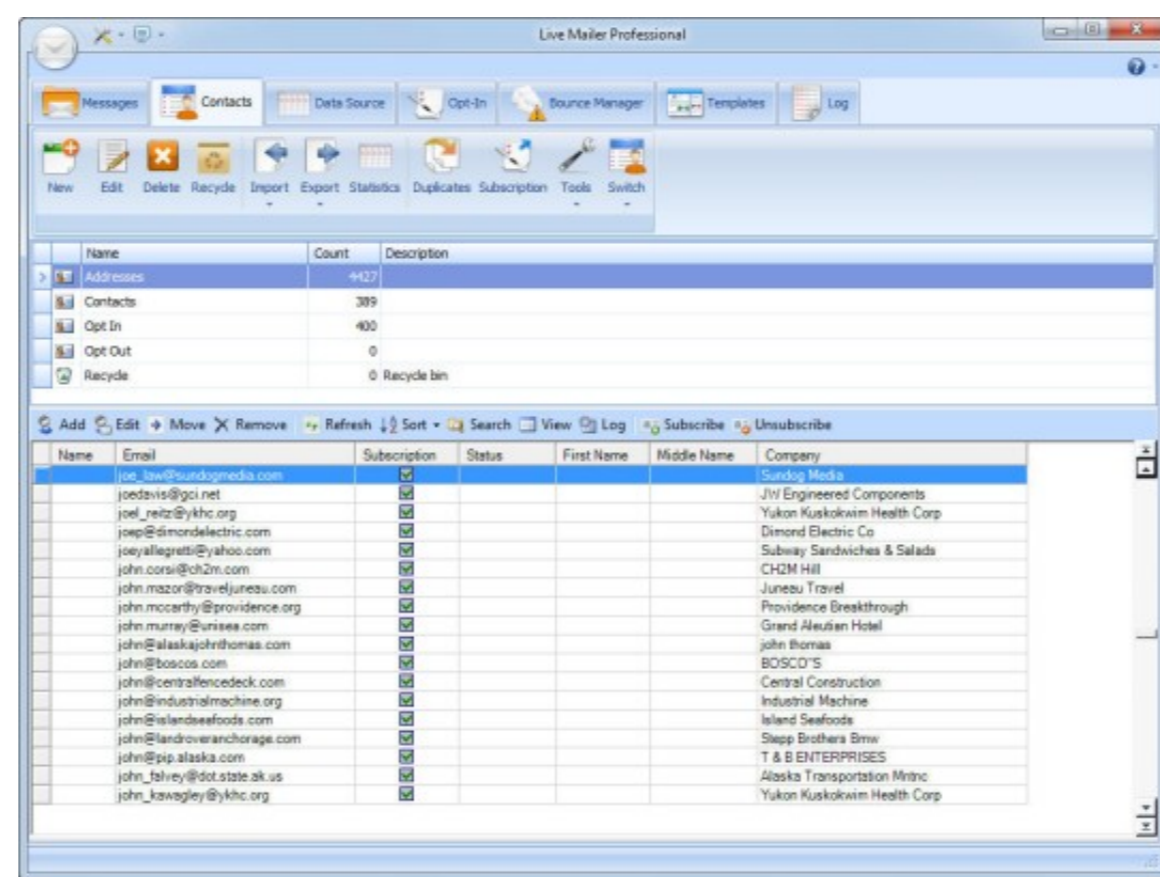 Live Mailer Professional
Messages Contacts Data Source Opt-In Bounce Manager Templates Log
New Edit Delete Recycle Import Export Statistics Duplicates Subscription Tools Switch
Name Count Description
Addresses 4427
Contacts 389
Opt In 400
Opt Out 0
Recycle 0 Recycle bin
Add Edit Move Remove Refresh Sort Search View Log Subscribe Unsubscribe
Name Email Subscription Status First Name Middle Name Company
joe_law@sundogmedia.com Sundog Media
joedavis@gci.net JW Engineered Components
joel_reitz@ykhc.org Yukon Kuskokwim Health Corp
joep@dimondelectric.com Dimond Electric Co
joeyallegretti@yahoo.com Subway Sandwiches & Salads
john.corsi@ch2m.com CH2M Hill
john.mazor@traveljuneau.com Juneau Travel
john.mccarthy@providence.org Providence Breakthrough
john.murray@unisea.com Grand Aleutian Hotel
john@alaskajohnthomas.com john thomas
john@boscos.com BOSCO"S
john@centralfencedeck.com Central Construction
john@industrialmachine.org Industrial Machine
john@islandseafoods.com Island Seafoods
john@landroveranchorage.com Stepp Brothers Bmw
john@pip.alaska.com T & B ENTERPRISES
john_falvey@dot.state.ak.us Alaska Transportation Mntnc
john_kawagley@ykhc.org Yukon Kuskokwim Health Corp